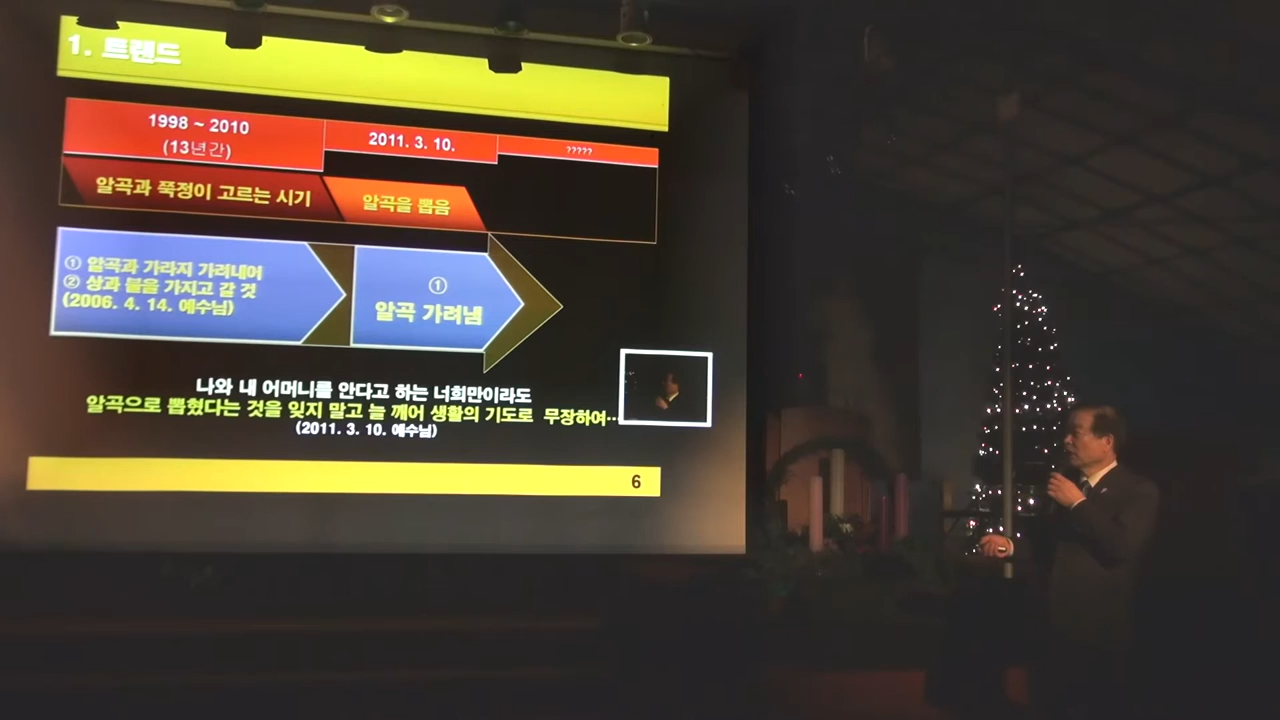 1. 트렌드
1998 ~ 2010
(13년간)
2011. 3. 10.
?????
알곡과 쭉정이 고르는 시기
알곡을 뽑음
① 알곡과 가라지 가려내어
② 상과 벌을 가지고 갈 것
(2006. 4. 14. 예수님)
①
알곡 가려냄
나와 내 어머니를 안다고 하는 너희만이라도
알곡으로 뽑혔다는 것을 잊지 말고 늘 깨어 생활의 기도로 무장하여…
(2011. 3. 10. 예수님)
6